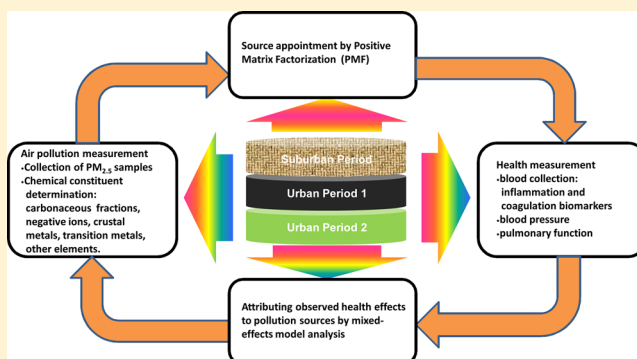 Source appointment by Positive
Matrix Factorization (PMF)
Air pollution measurement
•Collection of PM2.5 samples
•Chemical constituent
determination:
carbonaceous fractions,
negative ions, crustal
metals, transition metals,
other elements.
Suburban Period
Urban Period 1
Urban Period 2
Health measurement
•blood collection:
inflammation and
coagulation biomarkers
•blood pressure
•pulmonary function
Attributing observed health effects
to pollution sources by mixed-
effects model analysis